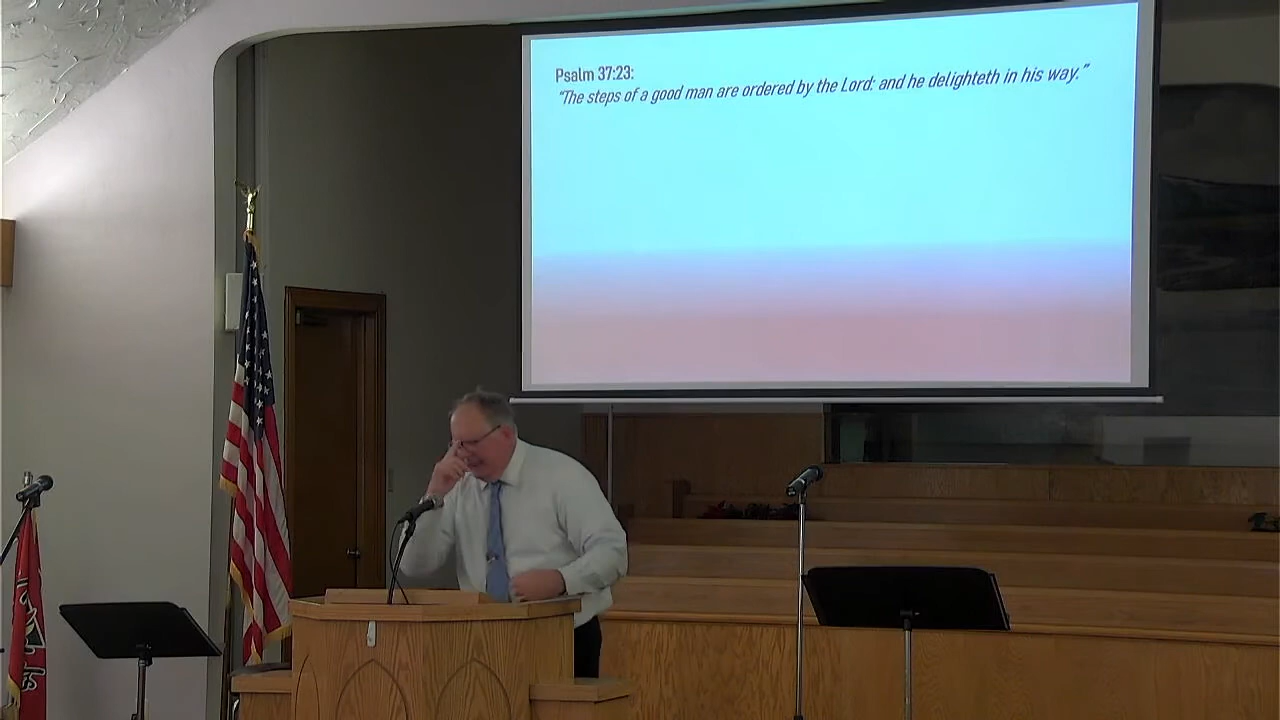 Psalm 37:23:
“The steps of a good man are ordered by the Lord: and he delighteth in his way.”